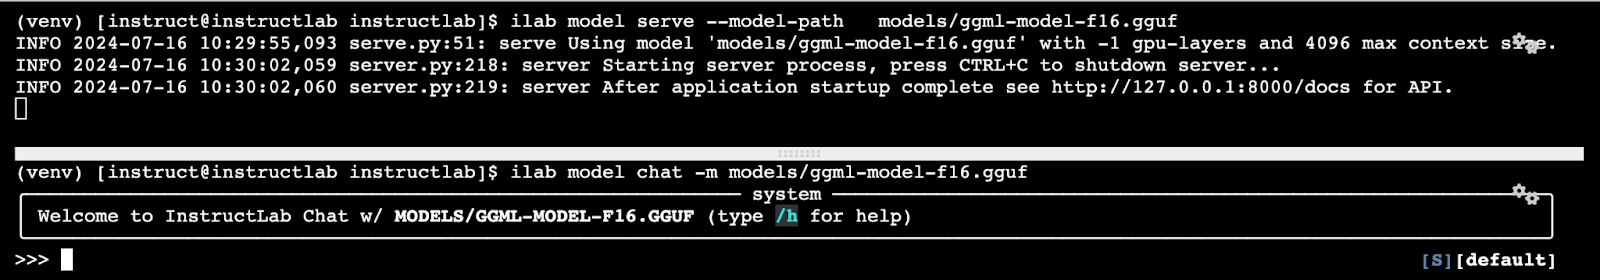 (venv) [instruct@instructlab instructlab]$ ilab model serve --model-path   models/ggml-model-f16.gguf
INFO 2024-07-16 10:29:55,093 serve.py:51: serve Using model 'models/ggml-model-f16.gguf' with -1 gpu-layers and 4096 max context size.
INFO 2024-07-16 10:30:02,059 server.py:218: server Starting server process, press CTRL+C to shutdown server...
INFO 2024-07-16 10:30:02,060 server.py:219: server After application startup complete see http://127.0.0.1:8000/docs for API.
(venv) [instruct@instructlab instructlab]$ ilab model chat -m models/ggml-model-f16.gguf
system
Welcome to InstructLab Chat w/ MODELS/GGML-MODEL-F16.GGUF (type /h for help)
>>> [S][default]